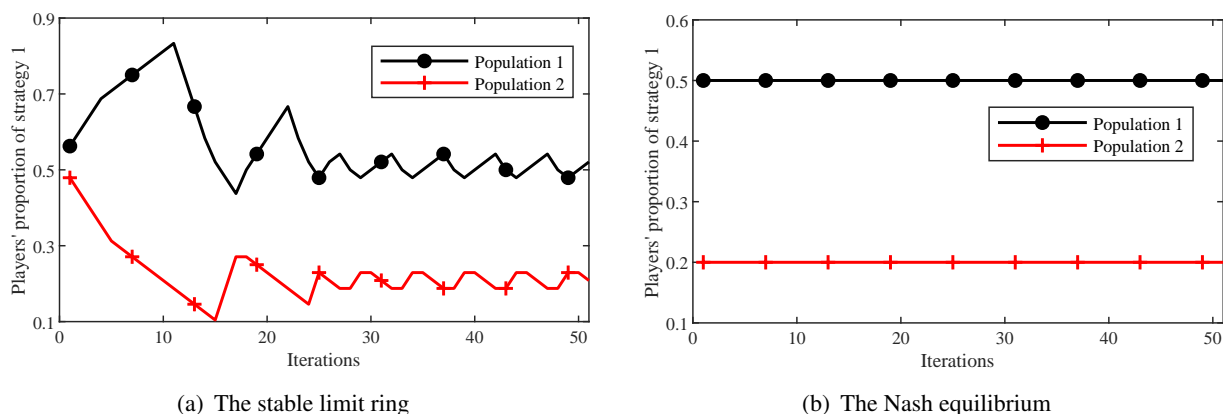 0.9
0.7
0.5
0.3
0.1
Players' proportion of strategy 1
0 10 20 30 40 50
Iterations
Population 1
Population 2
(a) The stable limit ring
0.6
0.5
0.4
0.3
0.2
0.1
Players' proportion of strategy 1
0 10 20 30 40 50
Iterations
Population 1
Population 2
(b) The Nash equilibrium